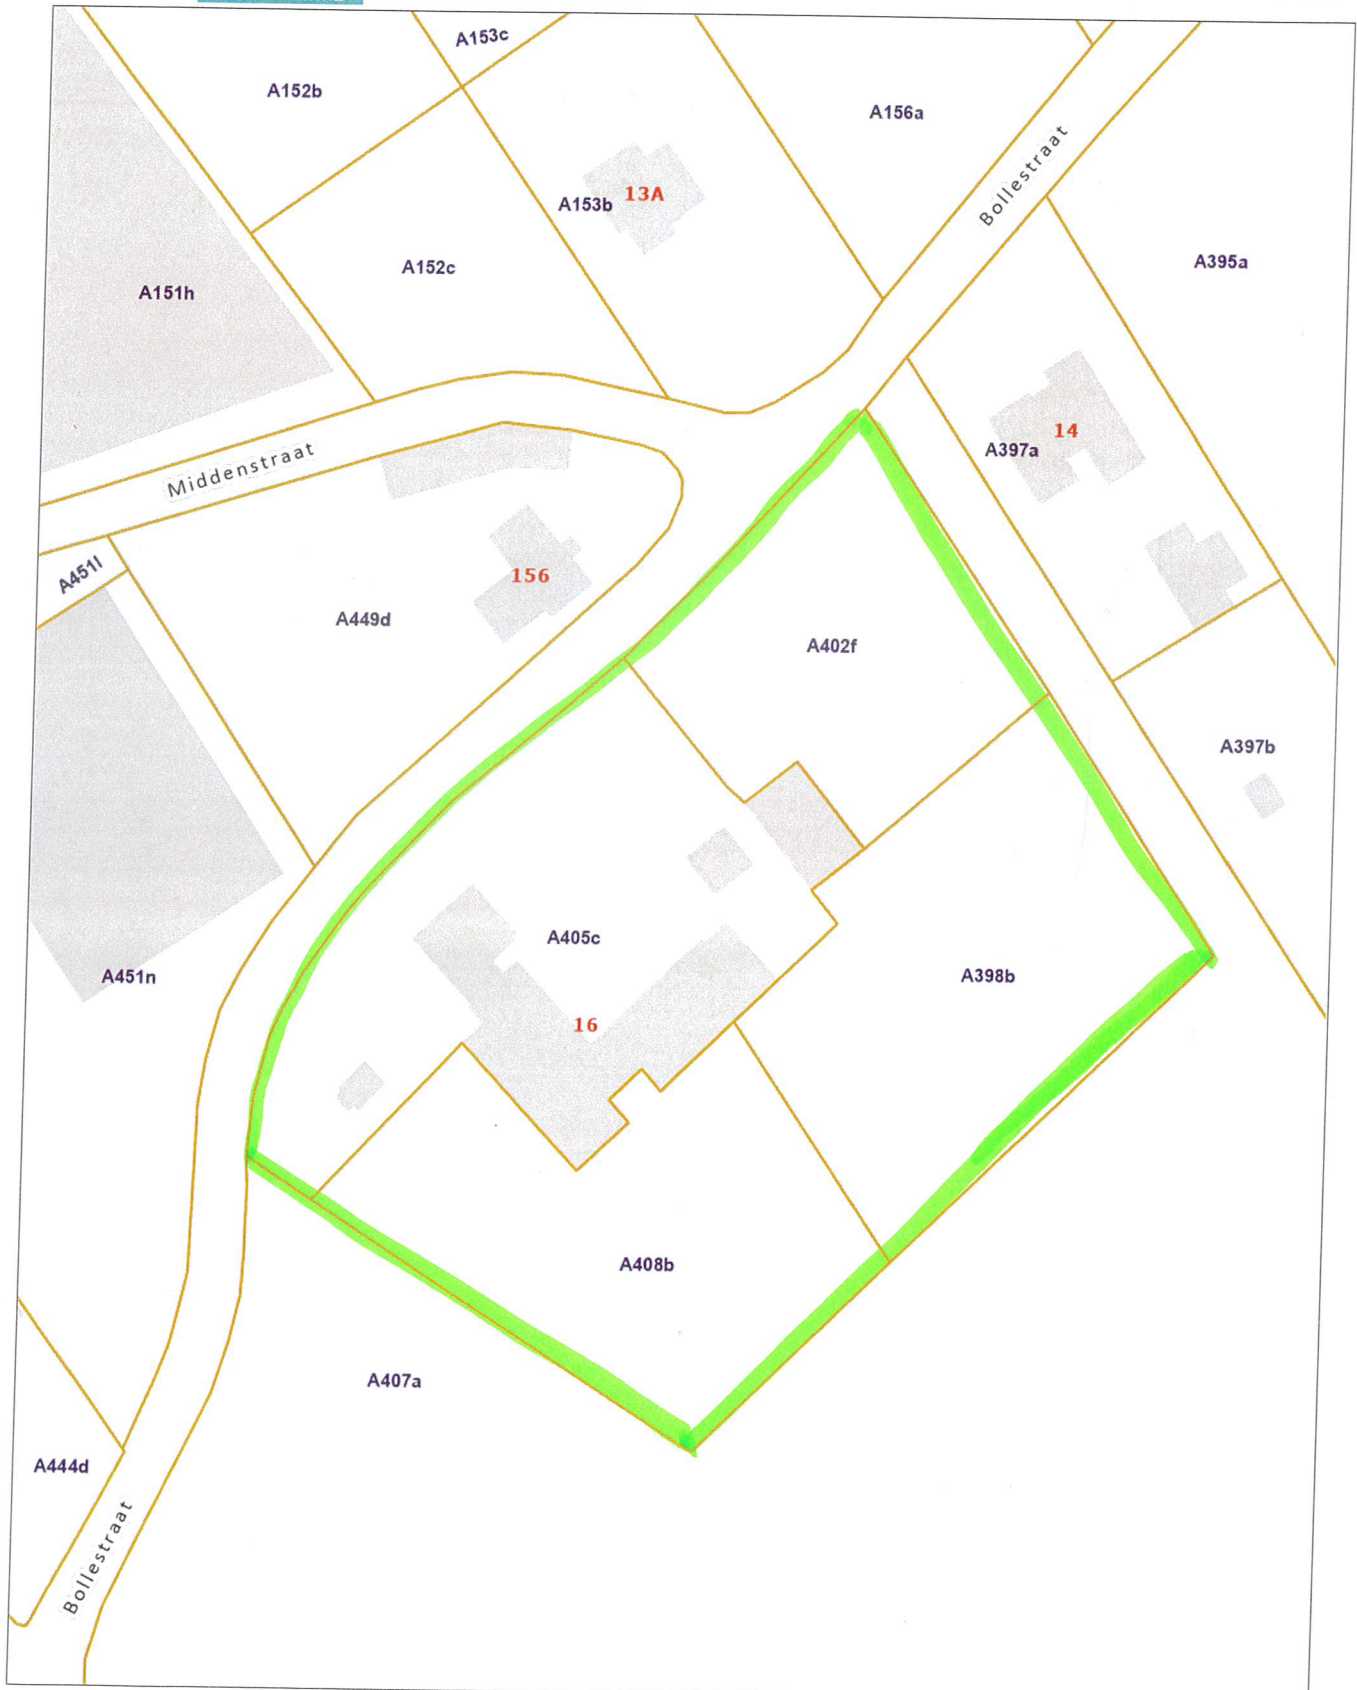 A153c
A152b
A156a
Bollestraat
A153b
13A
A395a
A152c
A151h
14
A397a
Middenstraat
A451l
156
A449d
A402f
A397b
A405c
A451n
A398b
16
A408b
A407a
A444d
Bollestraat